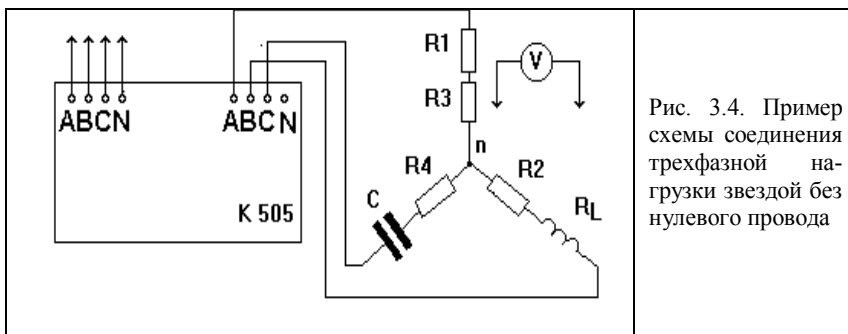 R1
V
R3
ABCN
ABCN
n
R4
R2
C
RL
K 505
Рис. 3.4. Пример
схемы соединения
трехфазной на-
грузки звездой без
нулевого провода